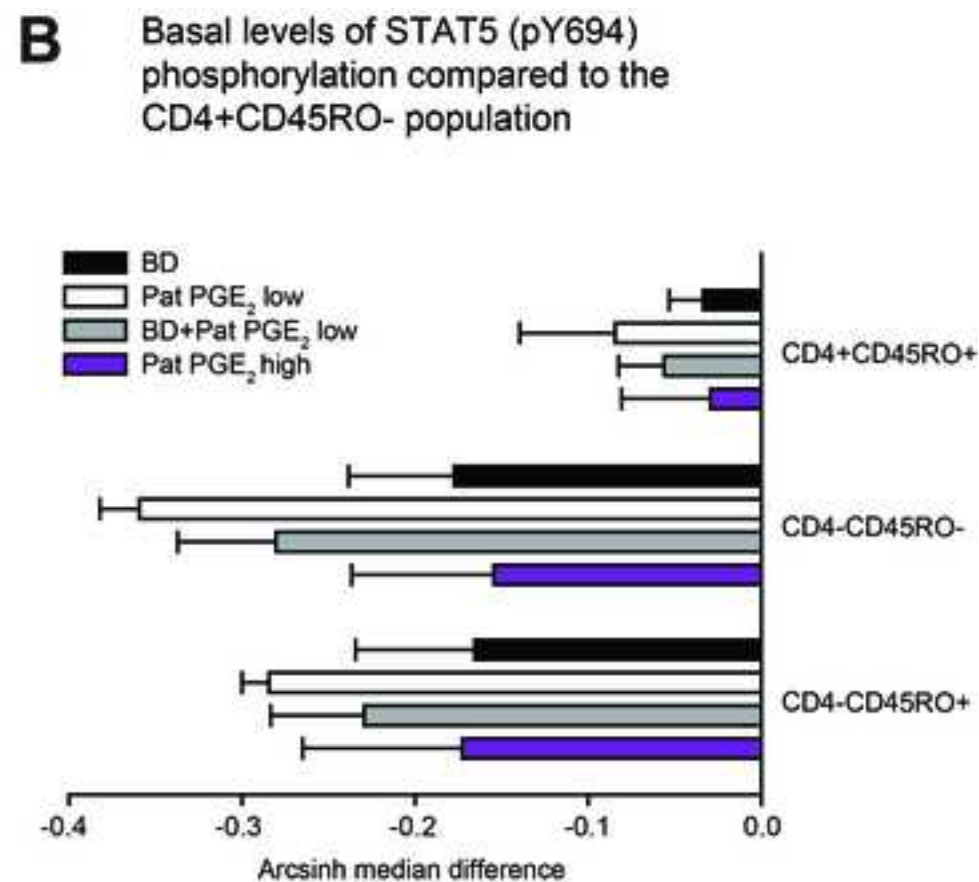 B
Basal levels of STAT5 (pY694)
phosphorylation compared to the
CD4+CD45RO- population
BD
Pat PGE₂ low
BD+Pat PGE₂ low
Pat PGE₂ high
CD4+CD45RO+
CD4-CD45RO-
CD4-CD45RO+
-0.4 -0.3 -0.2 -0.1 0.0
Arcsinh median difference